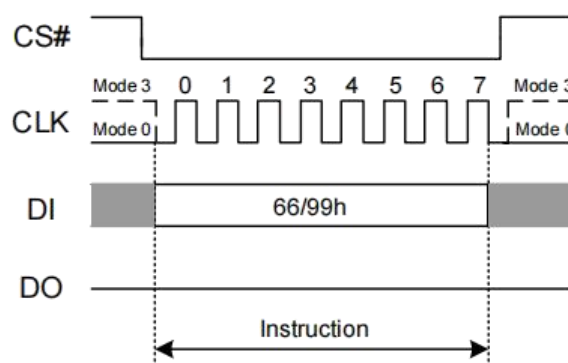 CS#
Mode 3 0 1 2 3 4 5 6 7 Mode 3
CLK
Mode 0 Mode 0
DI 66/99h
DO
Instruction